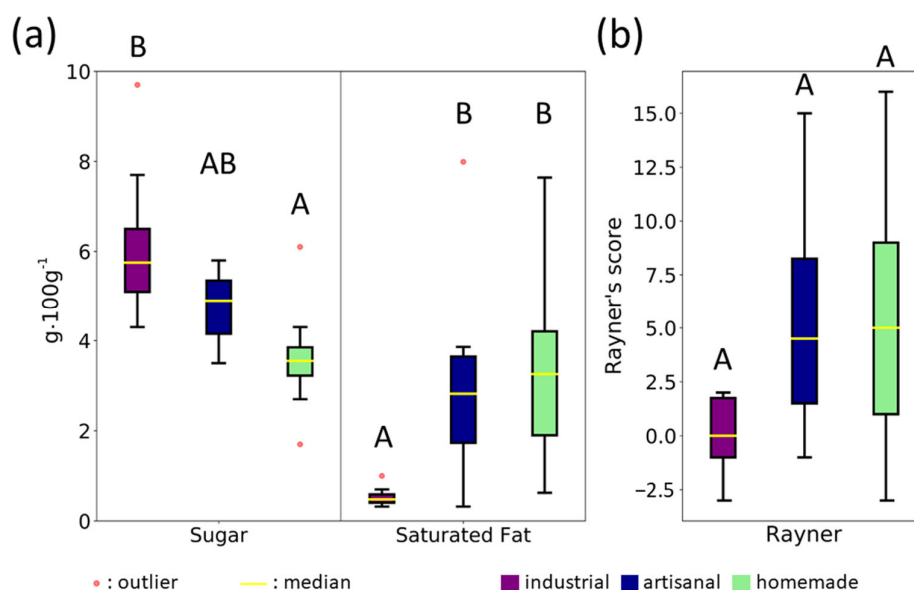 (a)
B
AB
A
A
B
B
10
8
6
4
2
0
g·100g⁻¹
Sugar
Saturated Fat
(b)
A
A
A
15.0
12.5
10.0
7.5
5.0
2.5
0.0
−2.5
Rayner's score
Rayner
: outlier
: median
industrial
artisanal
homemade